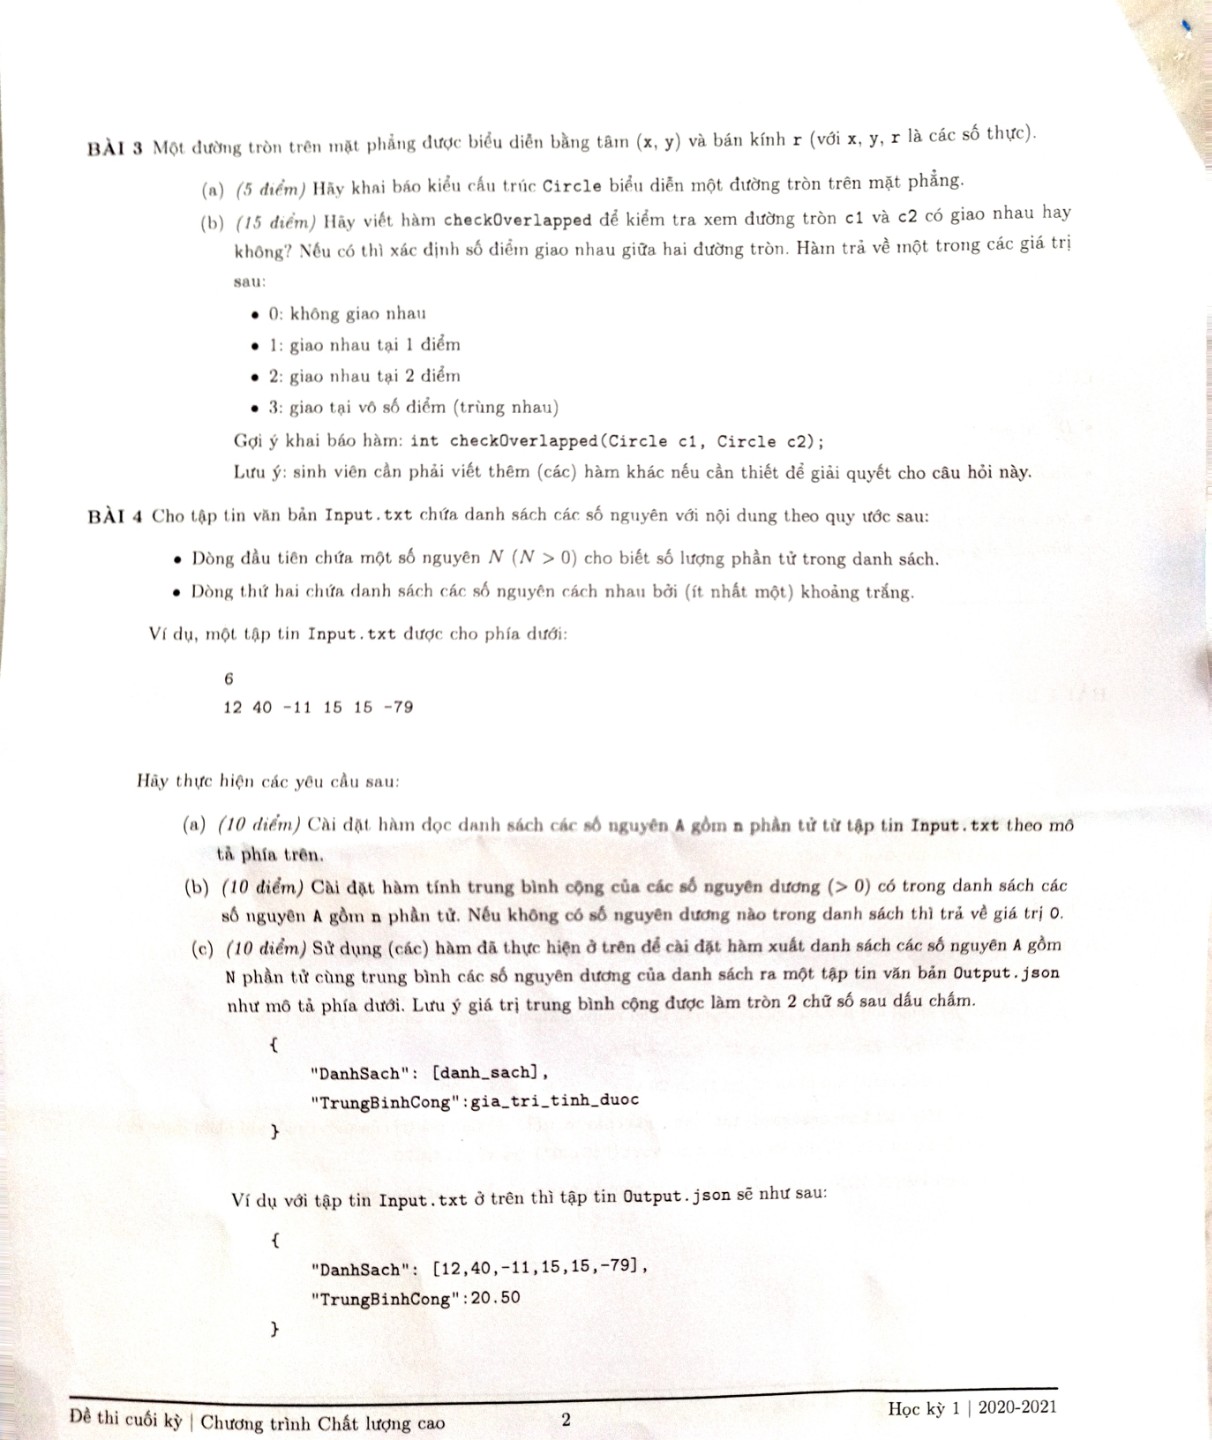 BÀI 3 Một đường tròn trên mặt phẳng được biểu diễn bằng tâm (x, y) và bán kính r (với x, y, r là các số thực).
(a) (5 điểm) Hãy khai báo kiểu cấu trúc Circle biểu diễn một đường tròn trên mặt phẳng.
(b) (15 điểm) Hãy viết hàm checkOverlapped để kiểm tra xem đường tròn c1 và c2 có giao nhau hay
không? Nếu có thì xác định số điểm giao nhau giữa hai đường tròn. Hàm trả về một trong các giá trị
sau:
• 0: không giao nhau
• 1: giao nhau tại 1 điểm
• 2: giao nhau tại 2 điểm
• 3: giao tại vô số điểm (trùng nhau)
Gợi ý khai báo hàm: int checkOverlapped(Circle c1, Circle c2);
Lưu ý: sinh viên cần phải viết thêm (các) hàm khác nếu cần thiết để giải quyết cho câu hỏi này.
BÀI 4 Cho tập tin văn bản Input.txt chứa danh sách các số nguyên với nội dung theo quy ước sau:
• Dòng đầu tiên chứa một số nguyên N (N > 0) cho biết số lượng phần tử trong danh sách.
• Dòng thứ hai chứa danh sách các số nguyên cách nhau bởi (ít nhất một) khoảng trắng.
Ví dụ, một tập tin Input.txt được cho phía dưới:
6
12 40 -11 15 15 -79
Hãy thực hiện các yêu cầu sau:
(a) (10 điểm) Cài đặt hàm đọc danh sách các số nguyên A gồm n phần tử từ tập tin Input.txt theo mô
tả phía trên.
(b) (10 điểm) Cài đặt hàm tính trung bình cộng của các số nguyên dương (> 0) có trong danh sách các
số nguyên A gồm n phần tử. Nếu không có số nguyên dương nào trong danh sách thì trả về giá trị 0.
(c) (10 điểm) Sử dụng (các) hàm đã thực hiện ở trên để cài đặt hàm xuất danh sách các số nguyên A gồm
N phần tử cùng trung bình các số nguyên dương của danh sách ra một tập tin văn bản Output.json
như mô tả phía dưới. Lưu ý giá trị trung bình cộng được làm tròn 2 chữ số sau dấu chấm.
{
"DanhSach": [danh_sach],
"TrungBinhCong":gia_tri_tinh_duoc
}
Ví dụ với tập tin Input.txt ở trên thì tập tin Output.json sẽ như sau:
{
"DanhSach": [12,40,-11,15,15,-79],
"TrungBinhCong":20.50
}
Đề thi cuối kỳ | Chương trình Chất lượng cao 2 Học kỳ 1 | 2020-2021